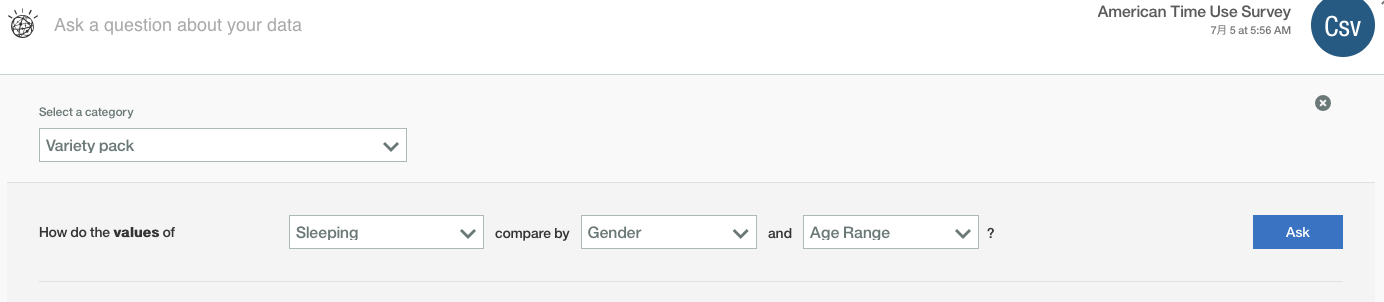 Ask a question about your data
American Time Use Survey
7月 5 at 5:56 AM
Csv
Select a category
Variety pack
How do the values of Sleeping compare by Gender and Age Range ? Ask